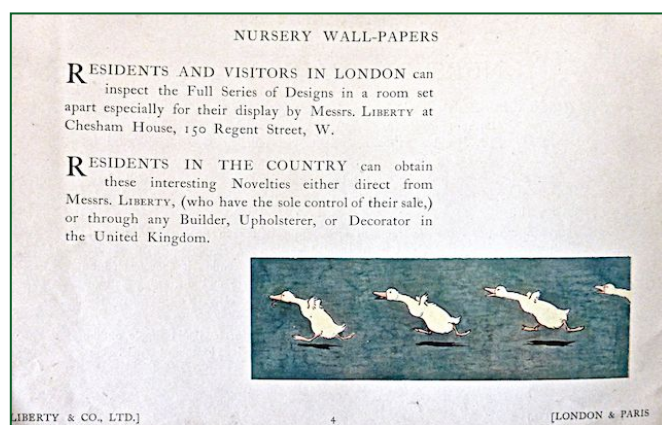 NURSERY WALL-PAPERS
RESIDENTS AND VISITORS IN LONDON can
inspect the Full Series of Designs in a room set
apart especially for their display by Messrs. LIBERTY at
Chesham House, 150 Regent Street, W.
RESIDENTS IN THE COUNTRY can obtain
these interesting Novelties either direct from
Messrs. LIBERTY, (who have the sole control of their sale,)
or through any Builder, Upholsterer, or Decorator in
the United Kingdom.
LIBERTY & CO., LTD.] 4 [LONDON & PARIS